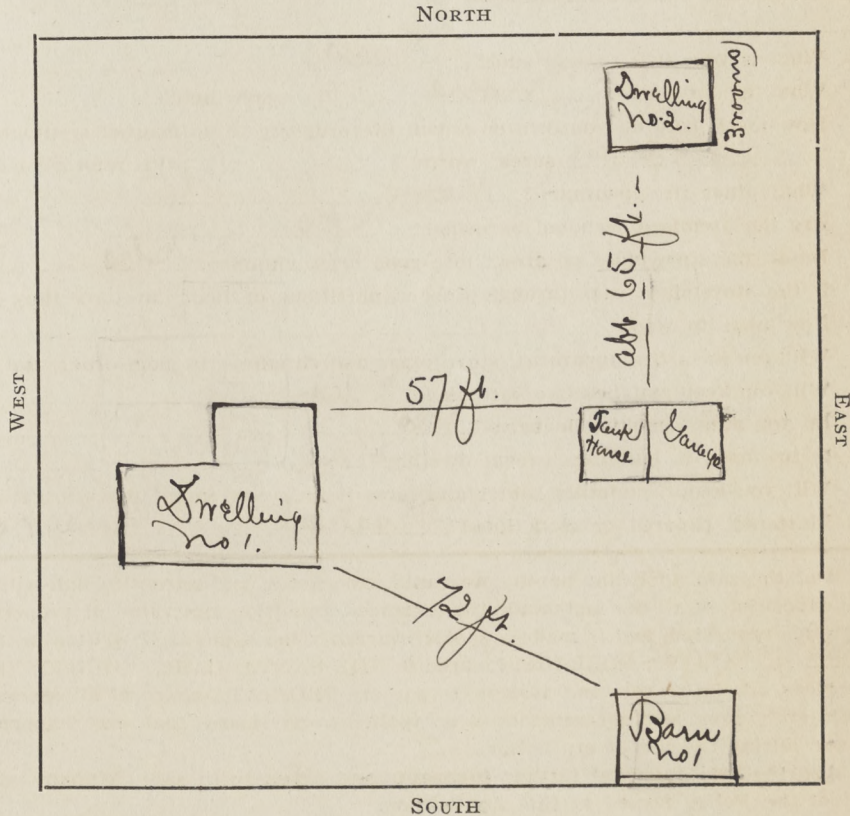 NORTH
Dwelling
no. 2.
(3 rooms)
abt 65 ft. -
WEST
57 ft.
EAST
Tank
House
Garage
Dwelling
no 1.
72 ft.
Barn
no 1
SOUTH